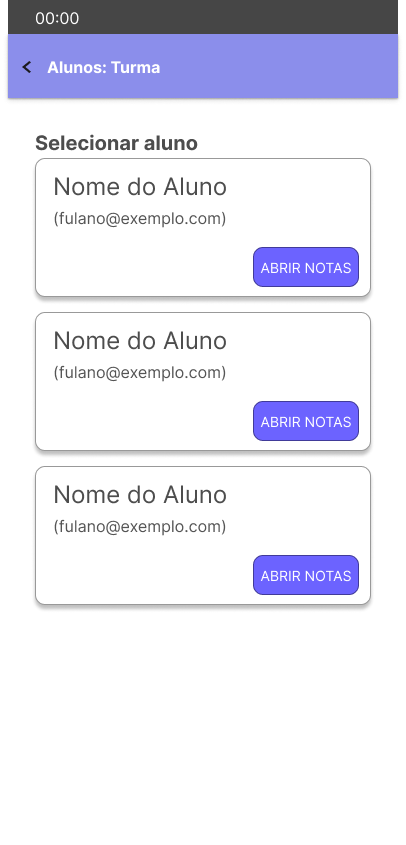 00:00
Alunos: Turma
Selecionar aluno
Nome do Aluno
(fulano@exemplo.com)
ABRIR NOTAS
Nome do Aluno
(fulano@exemplo.com)
ABRIR NOTAS
Nome do Aluno
(fulano@exemplo.com)
ABRIR NOTAS